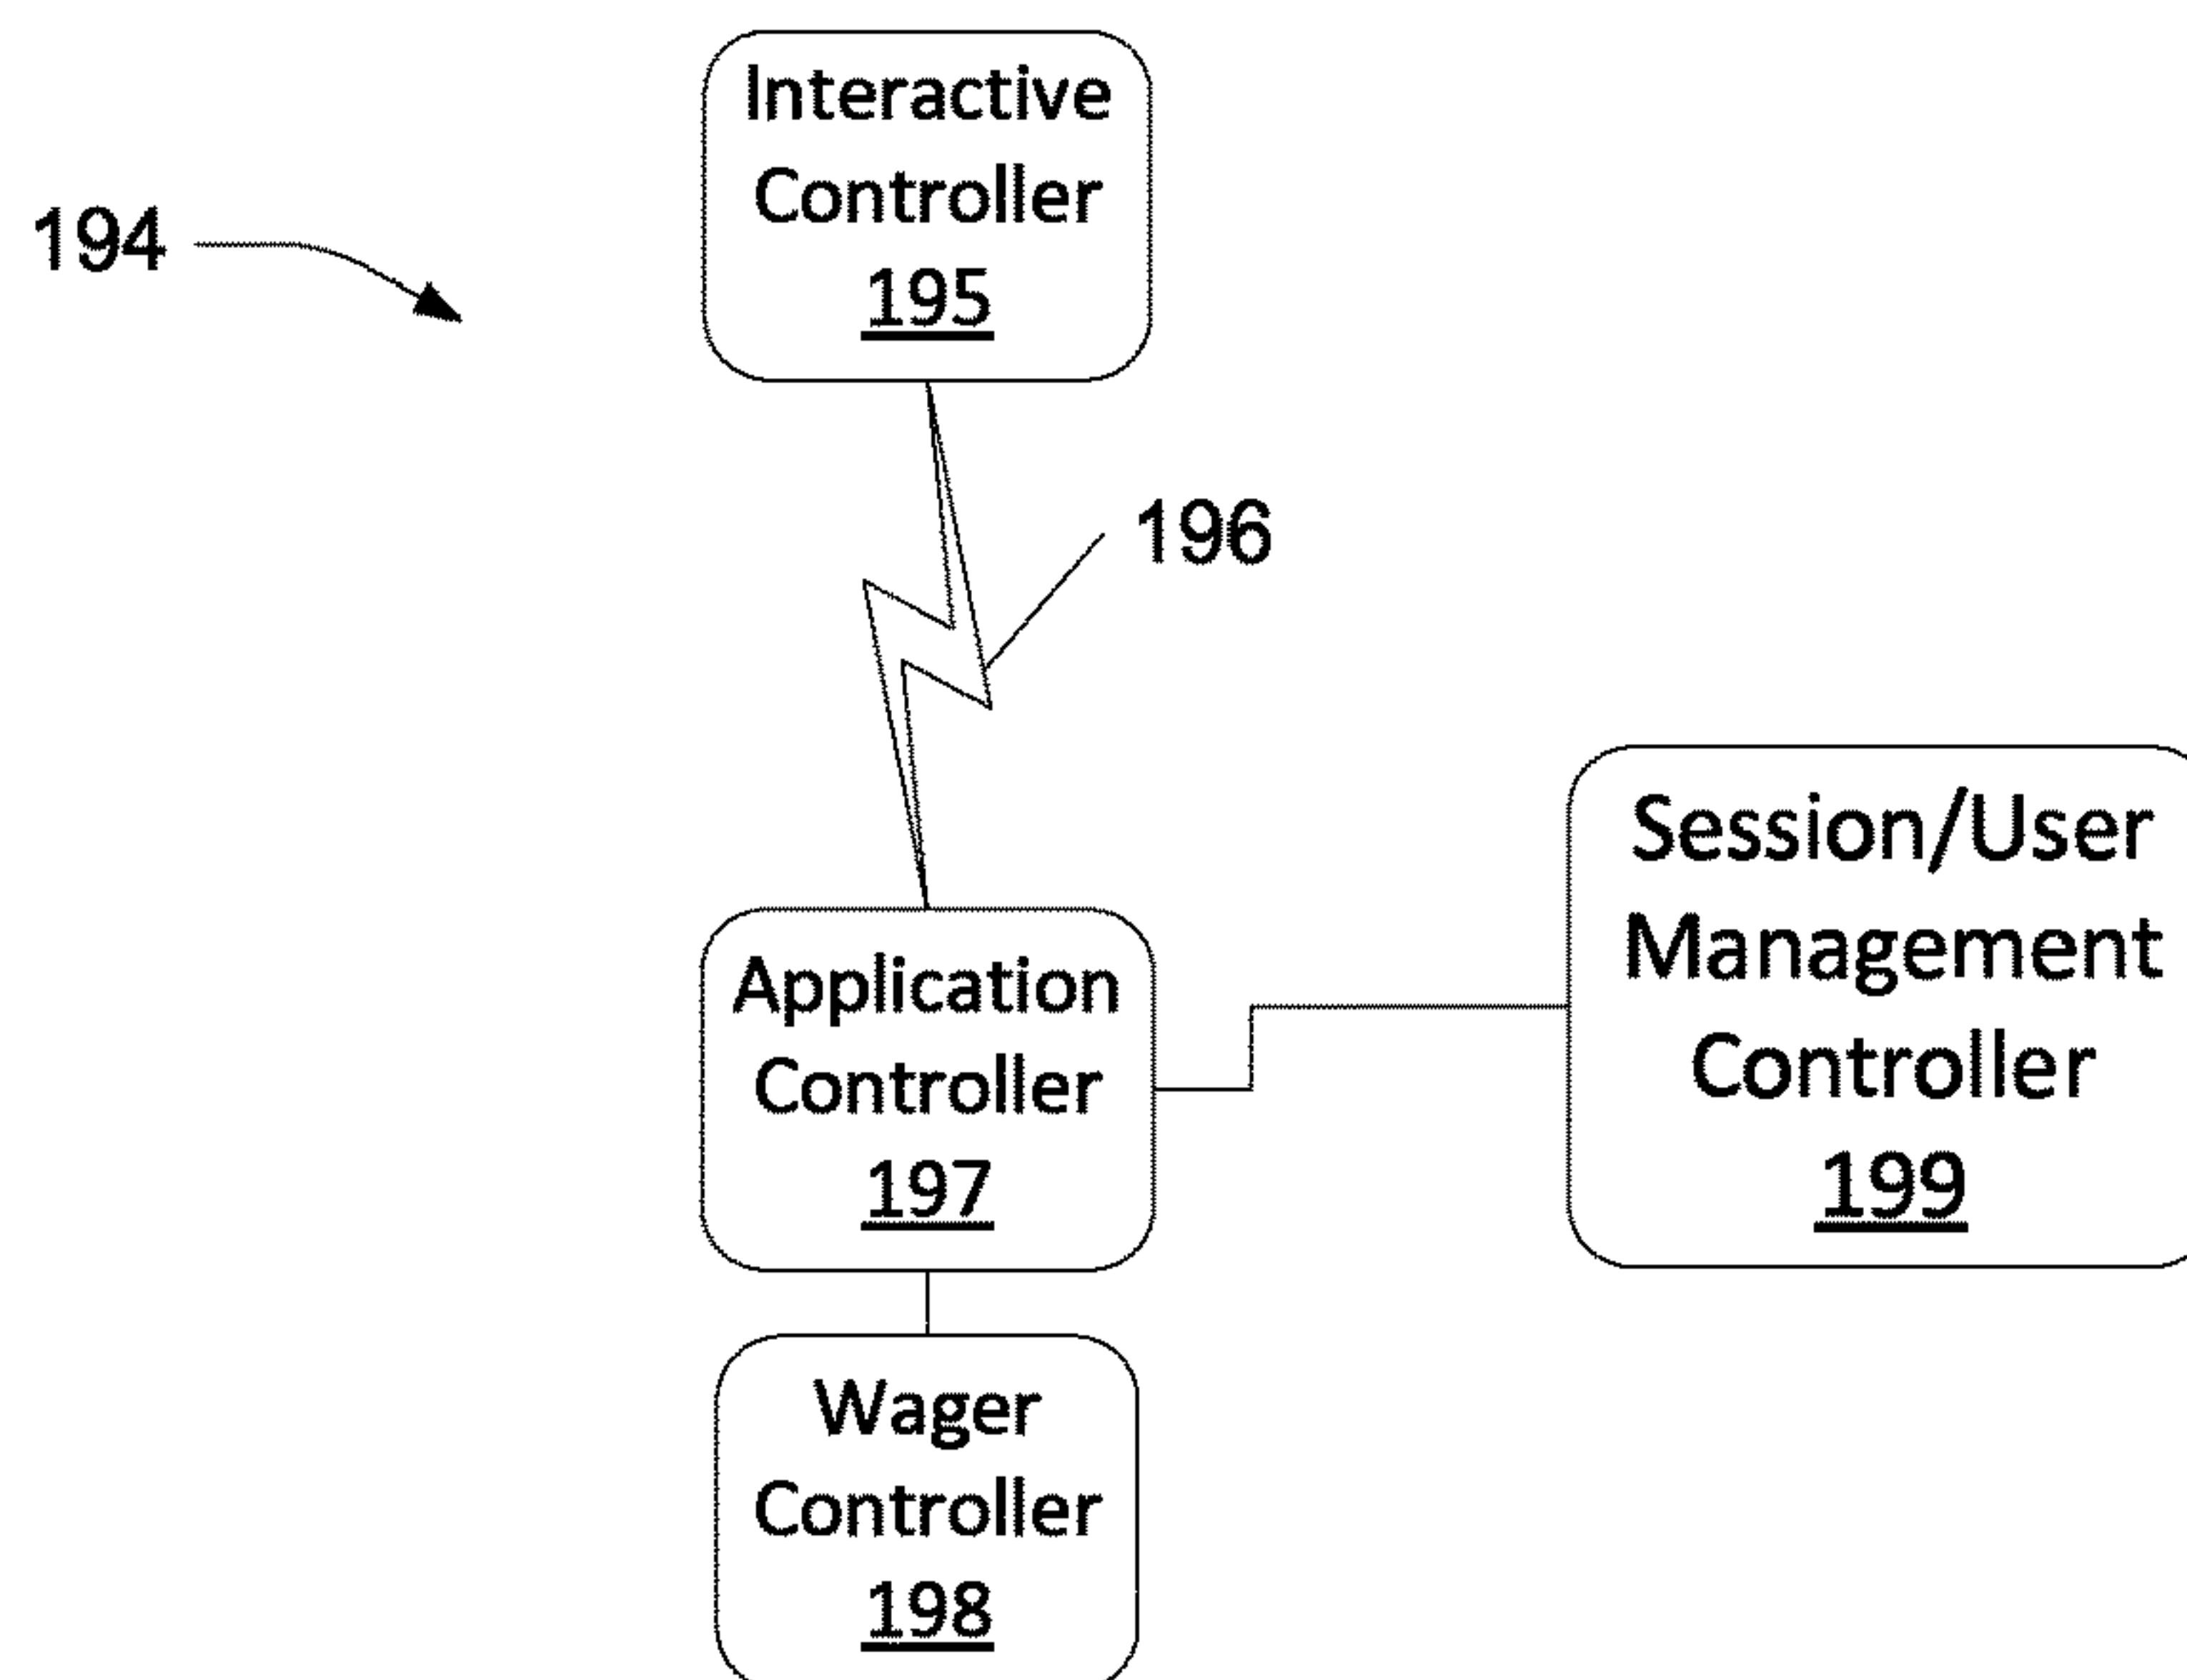 Interactive
Controller
195
194
196
Application
Controller
197
Session/User
Management
Controller
199
Wager
Controller
198